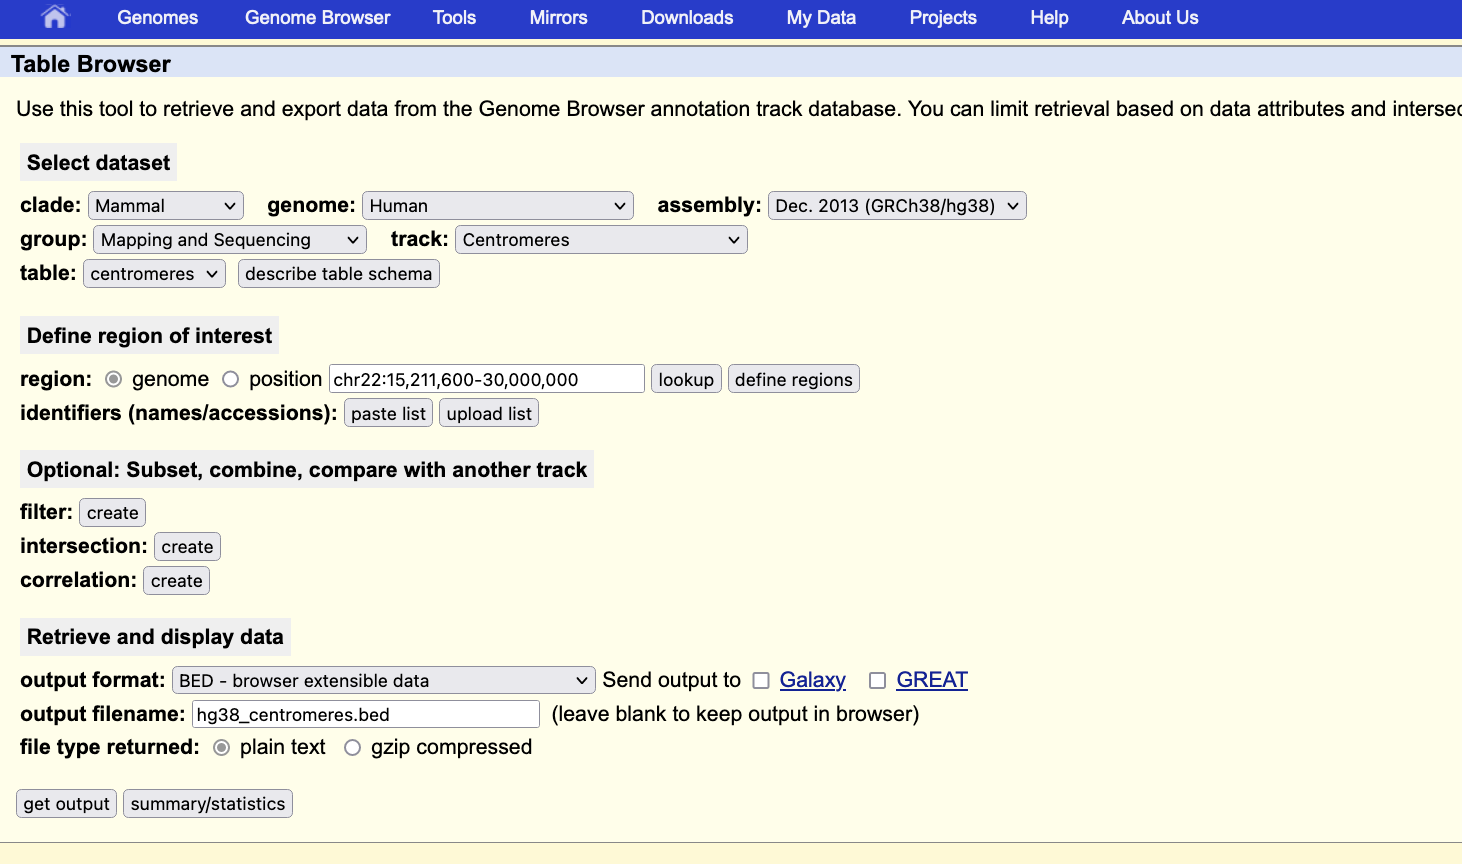 Genomes Genome Browser Tools Mirrors Downloads My Data Projects Help About Us
Table Browser
Use this tool to retrieve and export data from the Genome Browser annotation track database. You can limit retrieval based on data attributes and intersec
Select dataset
clade: Mammal genome: Human assembly: Dec. 2013 (GRCh38/hg38)
group: Mapping and Sequencing track: Centromeres
table: centromeres describe table schema
Define region of interest
region: genome position chr22:15,211,600-30,000,000 lookup define regions
identifiers (names/accessions): paste list upload list
Optional: Subset, combine, compare with another track
filter: create
intersection: create
correlation: create
Retrieve and display data
output format: BED - browser extensible data Send output to Galaxy GREAT
output filename: hg38_centromeres.bed (leave blank to keep output in browser)
file type returned: plain text gzip compressed
get output summary/statistics